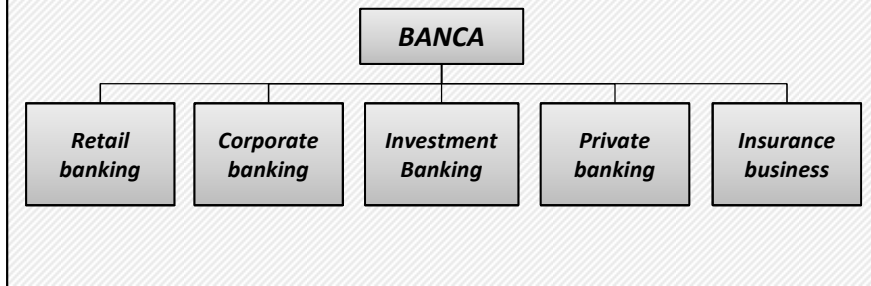 BANCA
Retail
banking
Corporate
banking
Investment
Banking
Private
banking
Insurance
business